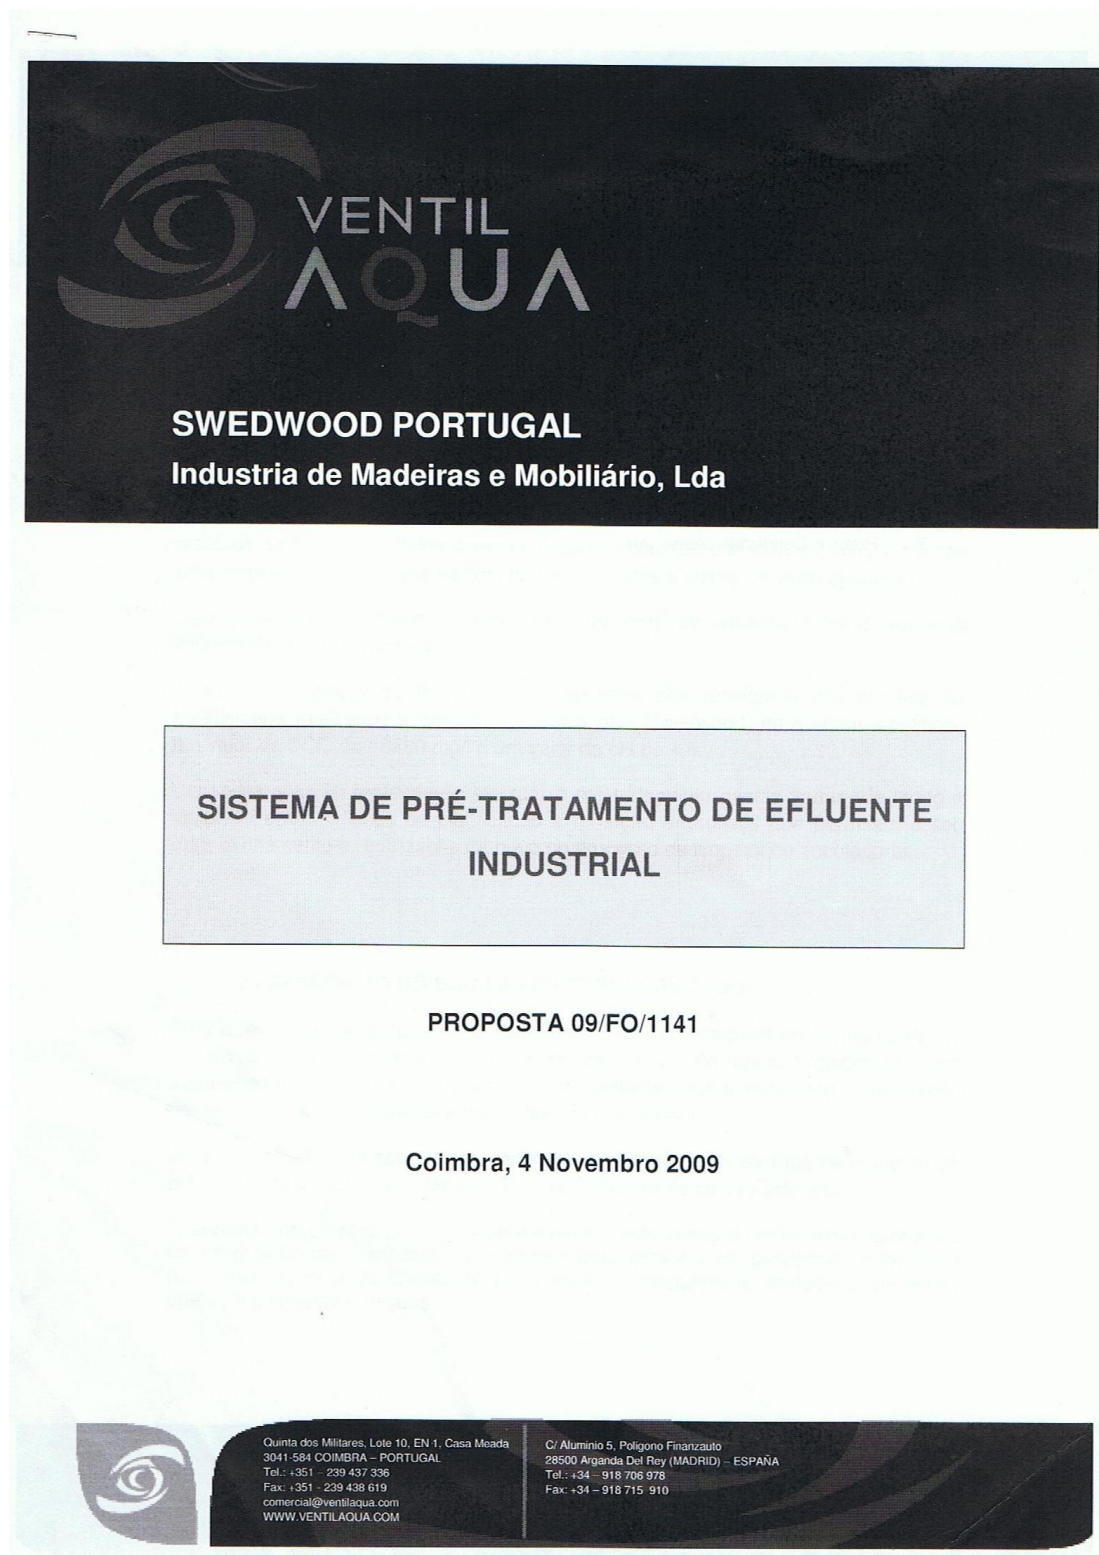 VENTIL
AQUA
SWEDWOOD PORTUGAL
Industria de Madeiras e Mobiliário, Lda
SISTEMA DE PRÉ-TRATAMENTO DE EFLUENTE
INDUSTRIAL
PROPOSTA 09/FO/1141
Coimbra, 4 Novembro 2009
Quinta dos Militares, Lote 10, EN 1, Casa Meada
3041-584 COIMBRA – PORTUGAL
Tel.: +351 - 239 437 336
Fax: +351 - 239 438 619
comercial@ventilaqua.com
WWW.VENTILAQUA.COM
C/ Aluminio 5, Poligono Finanzauto
28500 Arganda Del Rey (MADRID) – ESPAÑA
Tel.: +34 – 918 706 978
Fax: +34 – 918 715 910